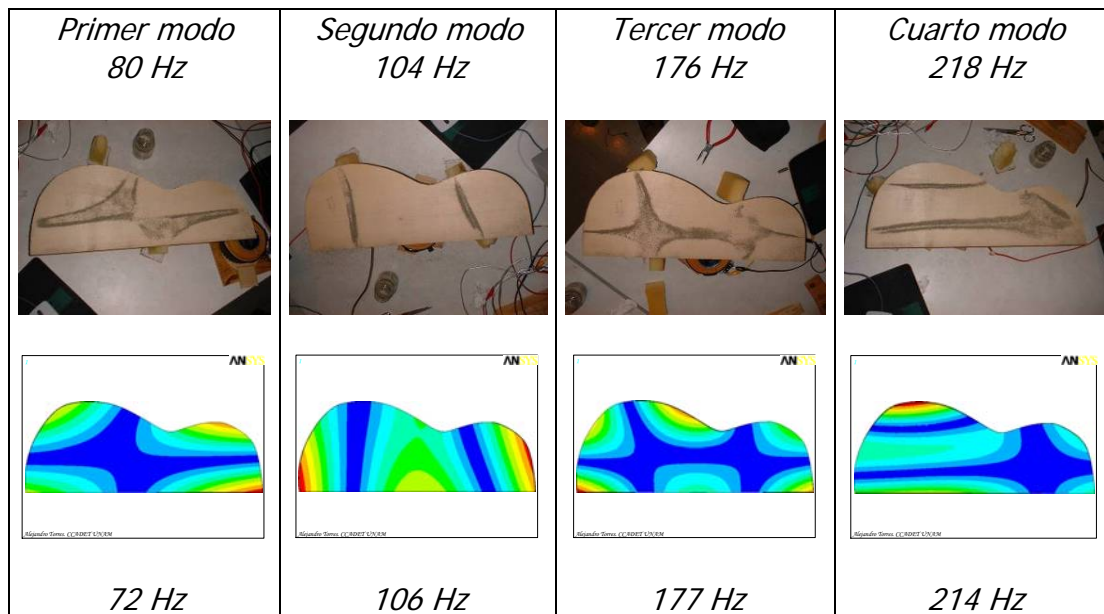 Primer modo
80 Hz
Segundo modo
104 Hz
Tercer modo
176 Hz
Cuarto modo
218 Hz
ANSYS
Alejandro Torres. CCADET UNAM
ANSYS
Alejandro Torres. CCADET UNAM
ANSYS
Alejandro Torres. CCADET UNAM
ANSYS
Alejandro Torres. CCADET UNAM
72 Hz
106 Hz
177 Hz
214 Hz